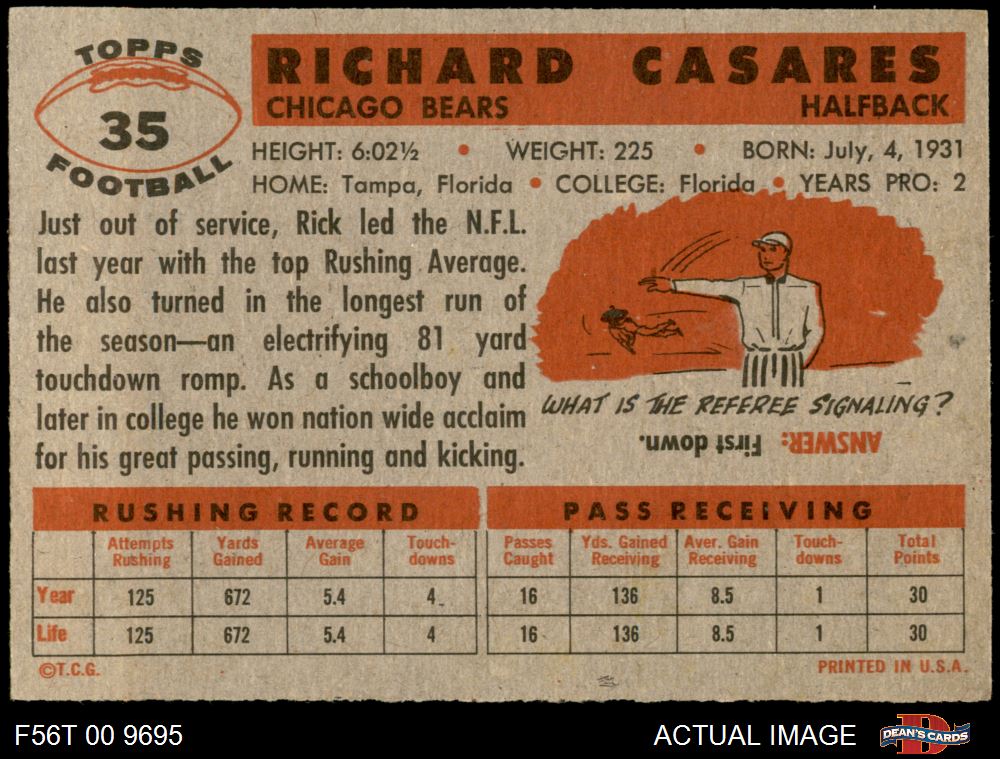 TOPPS
35
FOOTBALL
RICHARD CASARES
CHICAGO BEARS HALFBACK
HEIGHT: 6:02½ • WEIGHT: 225 • BORN: July, 4, 1931
HOME: Tampa, Florida • COLLEGE: Florida • YEARS PRO: 2
Just out of service, Rick led the N.F.L.
last year with the top Rushing Average.
He also turned in the longest run of
the season—an electrifying 81 yard
touchdown romp. As a schoolboy and
later in college he won nation wide acclaim
for his great passing, running and kicking.
WHAT IS THE REFEREE SIGNALING?
ANSWER: First down.
RUSHING RECORD
Attempts Rushing Yards Gained Average Gain Touch-downs
Year 125 672 5.4 4
Life 125 672 5.4 4
PASS RECEIVING
Passes Caught Yds. Gained Receiving Aver. Gain Receiving Touch-downs Total Points
16 136 8.5 1 30
16 136 8.5 1 30
©T.C.G. PRINTED IN U.S.A.
F56T 00 9695 ACTUAL IMAGE DEAN'S CARDS